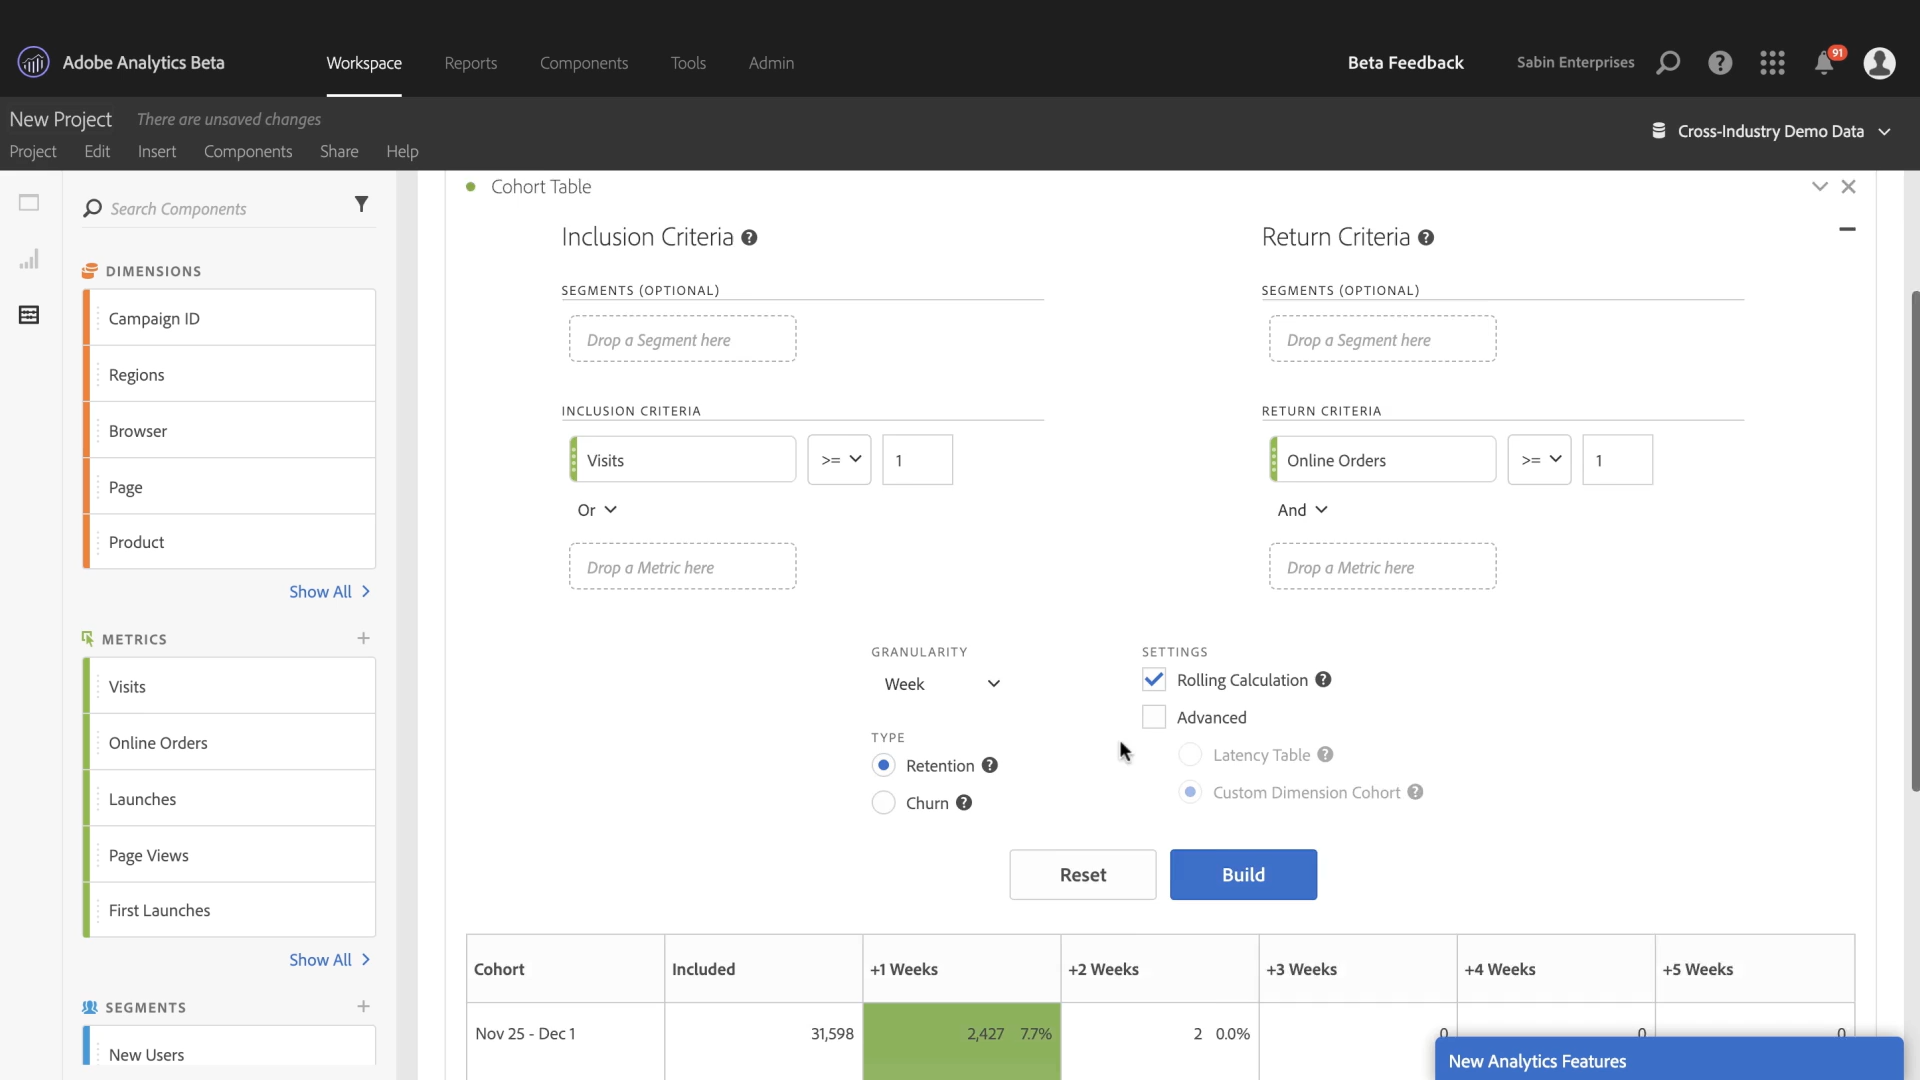 Adobe Analytics Beta
Workspace
Reports
Components
Tools
Admin
Beta Feedback
Sabin Enterprises
91
New Project
There are unsaved changes
Project
Edit
Insert
Components
Share
Help
Cross-Industry Demo Data
Search Components
DIMENSIONS
Campaign ID
Regions
Browser
Page
Product
Show All
METRICS
Visits
Online Orders
Launches
Page Views
First Launches
Show All
SEGMENTS
New Users
Cohort Table
Inclusion Criteria
SEGMENTS (OPTIONAL)
Drop a Segment here
INCLUSION CRITERIA
Visits >= 1
Or
Drop a Metric here
Return Criteria
SEGMENTS (OPTIONAL)
Drop a Segment here
RETURN CRITERIA
Online Orders >= 1
And
Drop a Metric here
GRANULARITY
Week
TYPE
Retention
Churn
SETTINGS
Rolling Calculation
Advanced
Latency Table
Custom Dimension Cohort
Reset
Build
Cohort Included +1 Weeks +2 Weeks +3 Weeks +4 Weeks +5 Weeks
Nov 25 - Dec 1 31,598 2,427 7.7% 2 0.0% 0 0 0
New Analytics Features